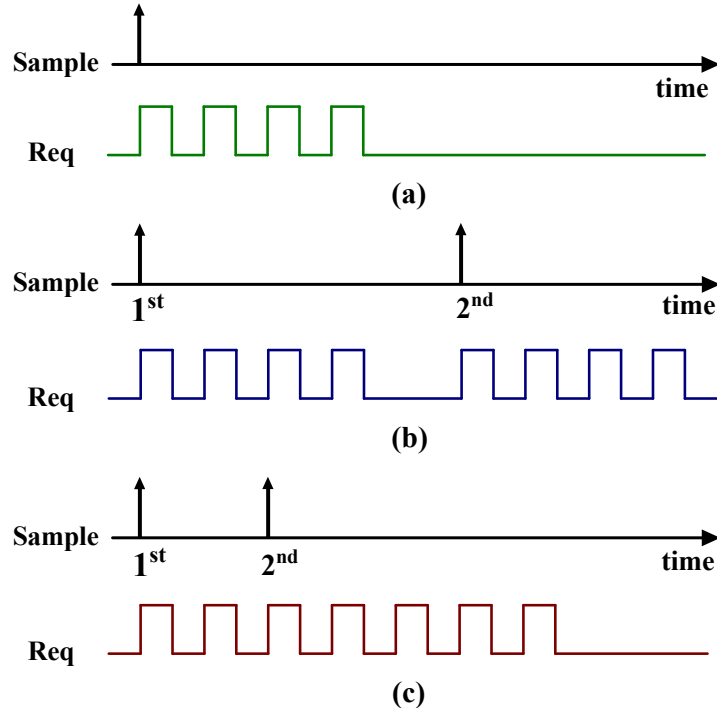 Sample
time
Req
(a)
Sample
1st
2nd
time
Req
(b)
Sample
1st
2nd
time
Req
(c)